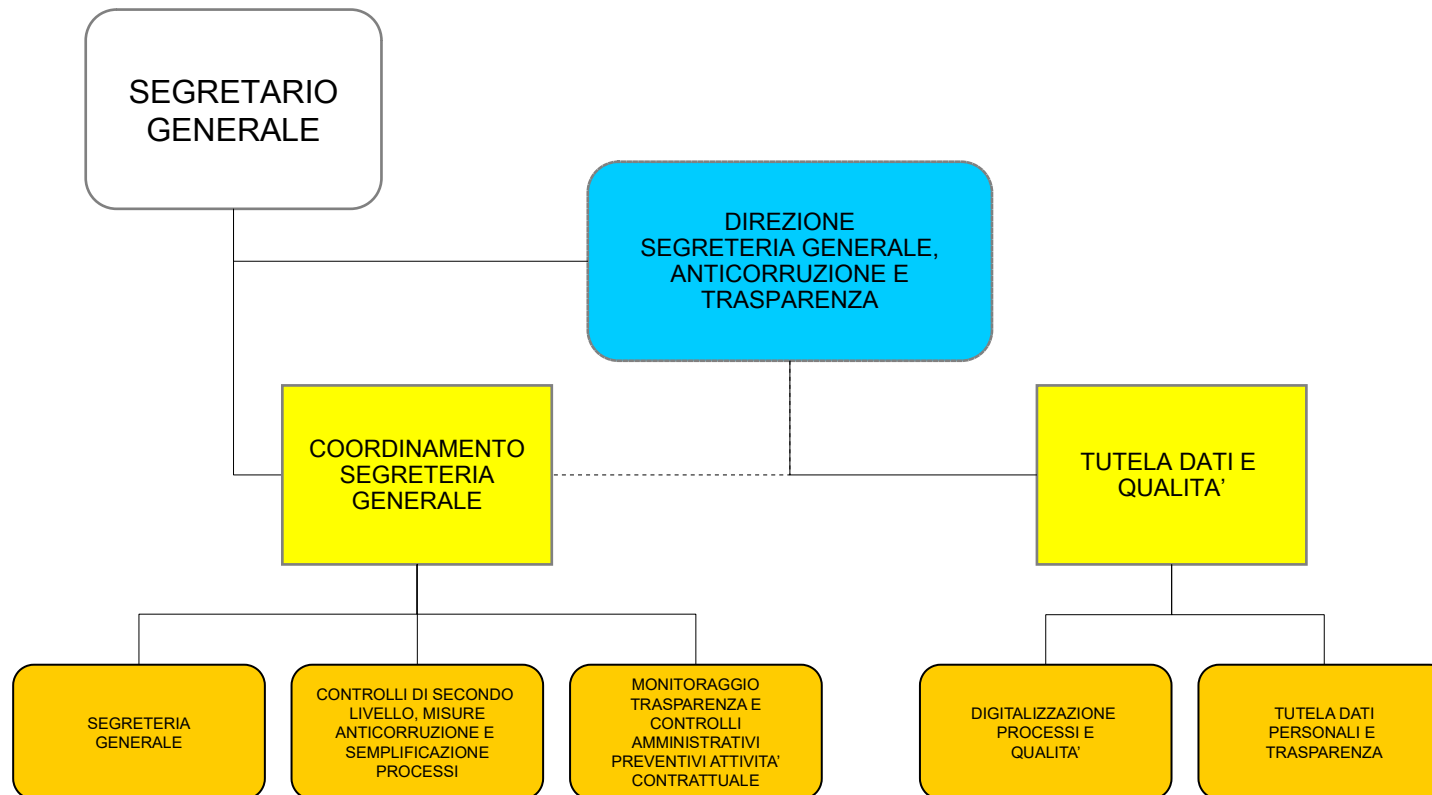 SEGRETARIO
GENERALE
DIREZIONE
SEGRETERIA GENERALE,
ANTICORRUZIONE E
TRASPARENZA
COORDINAMENTO
SEGRETERIA
GENERALE
TUTELA DATI E
QUALITA’
SEGRETERIA
GENERALE
CONTROLLI DI SECONDO
LIVELLO, MISURE
ANTICORRUZIONE E
SEMPLIFICAZIONE
PROCESSI
MONITORAGGIO
TRASPARENZA E
CONTROLLI
AMMINISTRATIVI
PREVENTIVI ATTIVITA’
CONTRATTUALE
DIGITALIZZAZIONE
PROCESSI E
QUALITA’
TUTELA DATI
PERSONALI E
TRASPARENZA